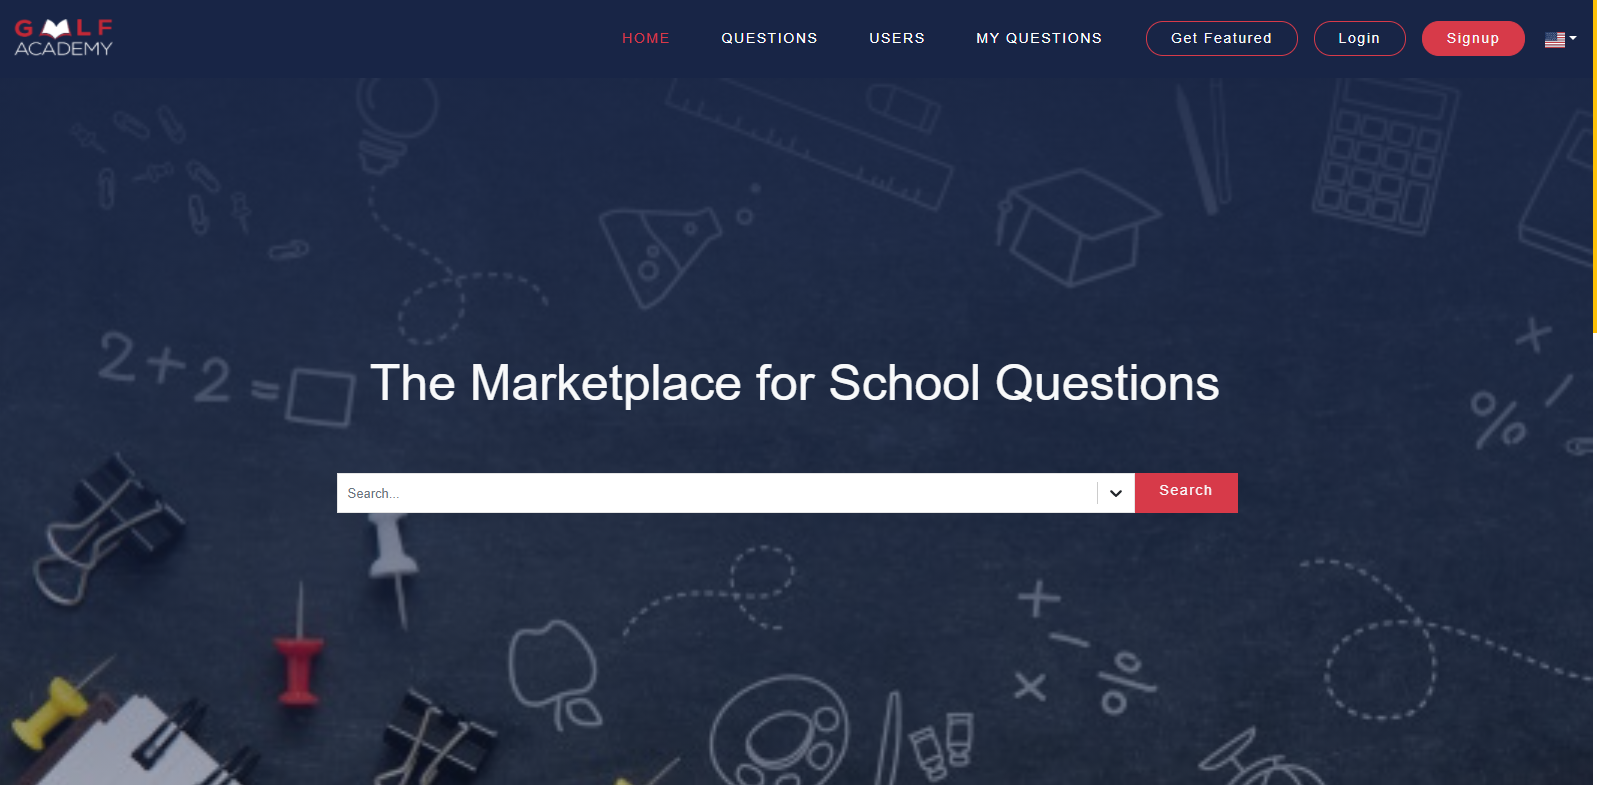 G LF
ACADEMY
HOME
QUESTIONS
USERS
MY QUESTIONS
Get Featured
Login
Signup
2+2=
The Marketplace for School Questions
Search...
Search